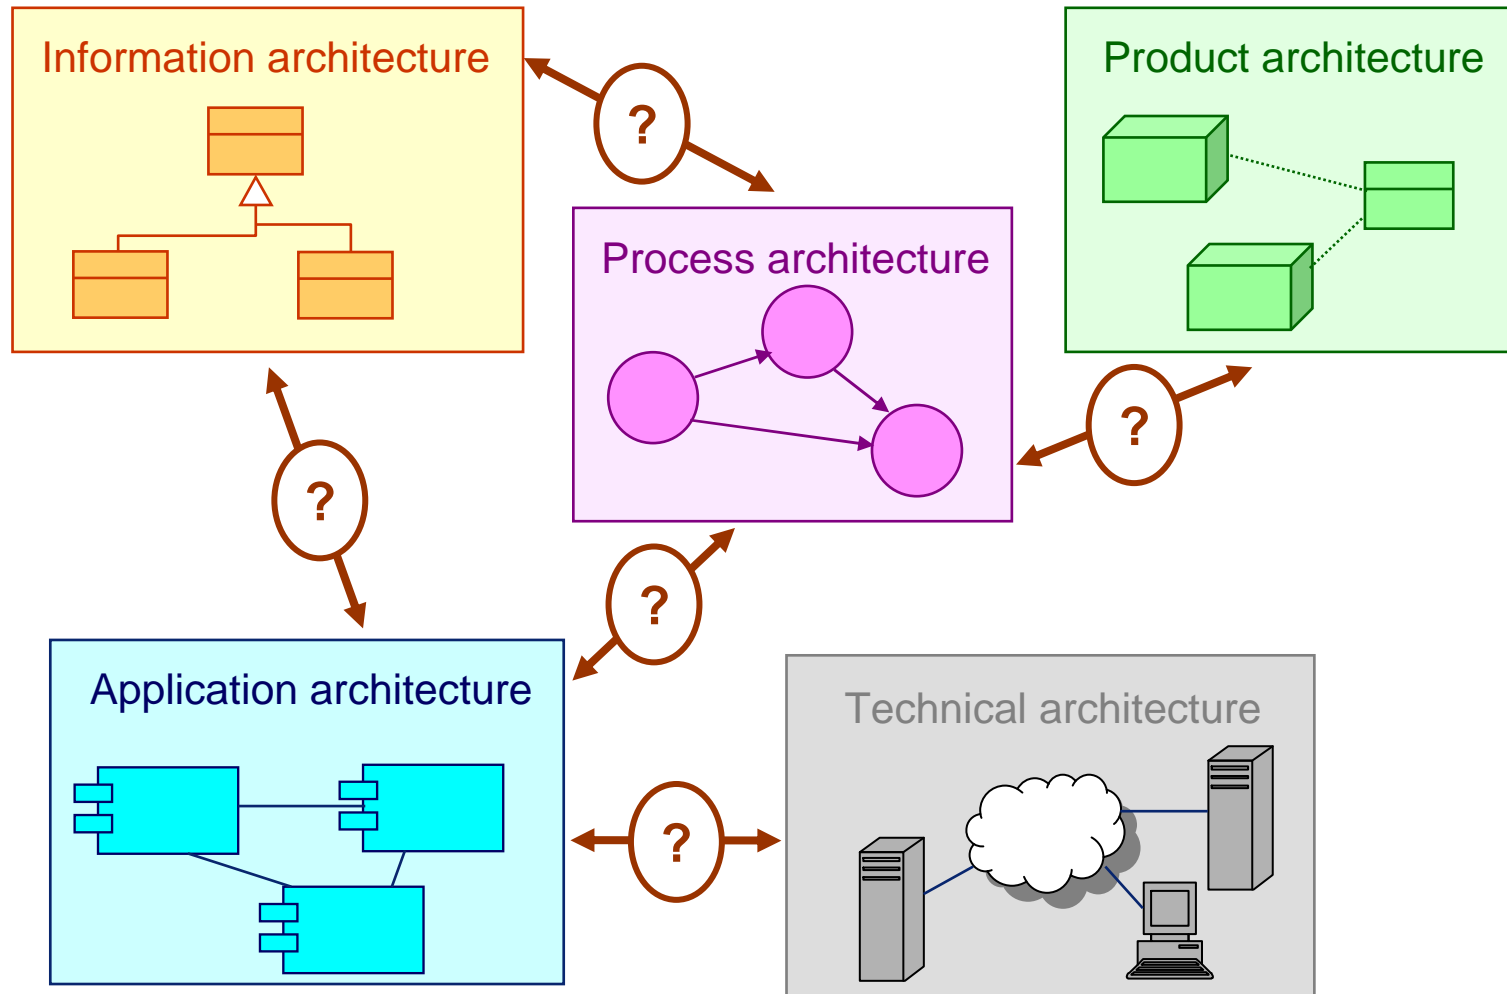 Information architecture
Product architecture
?
Process architecture
?
?
?
Application architecture
Technical architecture
?